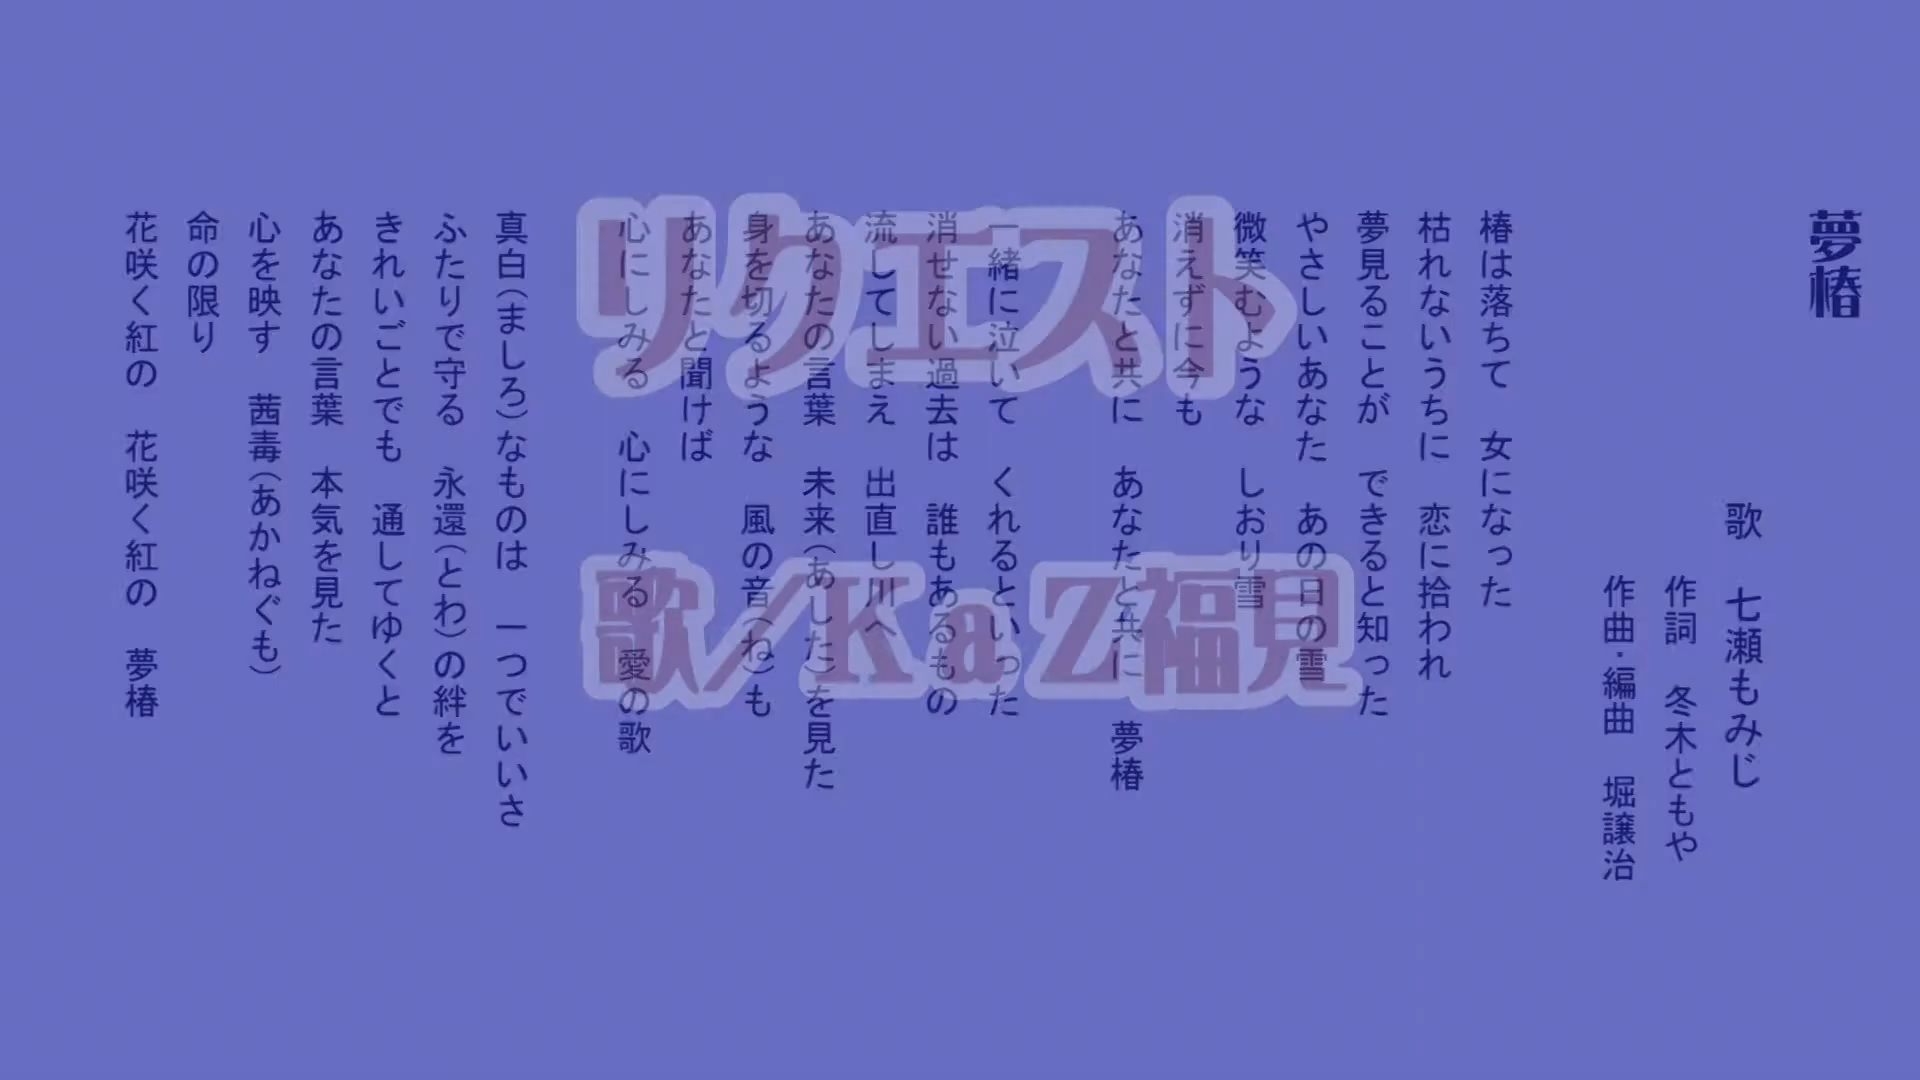 夢椿
歌　七瀬もみじ
作詞　冬木ともや
作曲・編曲　堀譲治
椿は落ちて　女になった
枯れないうちに　恋に拾われ
夢見ることが　できると知った
やさしいあなた　あの日の雪
微笑むような　しおり雪
消えずに今も
あなたと共に　あなたと共に　夢椿
一緒に泣いて　くれるといった
消せない過去は　誰もあるもの
流してしまえ　出直し川へ
あなたの言葉　未来(あした)を見た
身を切るような　風の音(ね)も
あなたと聞けば
心にしみる　心にしみる　愛の歌
真白(ましろ)なものは　一つでいいさ
ふたりで守る　永還(とわ)の絆を
きれいごとでも　通してゆくと
あなたの言葉　本気を見た
心を映す　茜毒(あかねぐも)
命の限り
花咲く紅の　花咲く紅の　夢椿
リクエスト
歌／KaZ福見